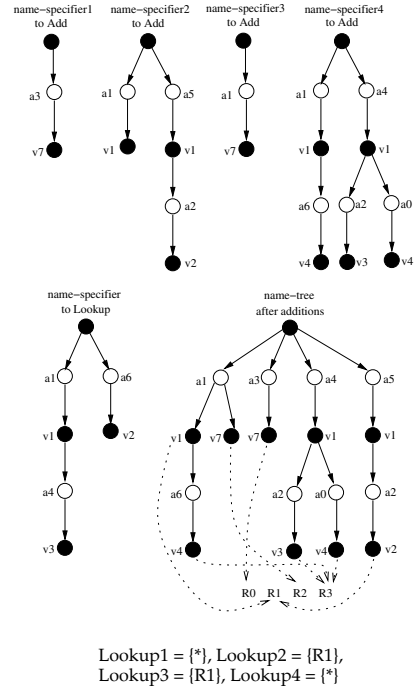 name-specifier1 name-specifier2 name-specifier3 name-specifier4
to Add to Add to Add to Add
a3 a1 a5 a1 a1 a4
v7 v1 v1 v7 v1 v1
a2 a6 a2 a0
v2 v4 v3 v4
name-specifier name-tree
to Lookup after additions
a1 a6 a1 a3 a4 a5
v1 v2 v1 v7 v7 v1 v1
a4 a6 a2 a0 a2
v3 v4 v3 v4 v2
R0 R1 R2 R3
Lookup1 = {*}, Lookup2 = {R1},
Lookup3 = {R1}, Lookup4 = {*}